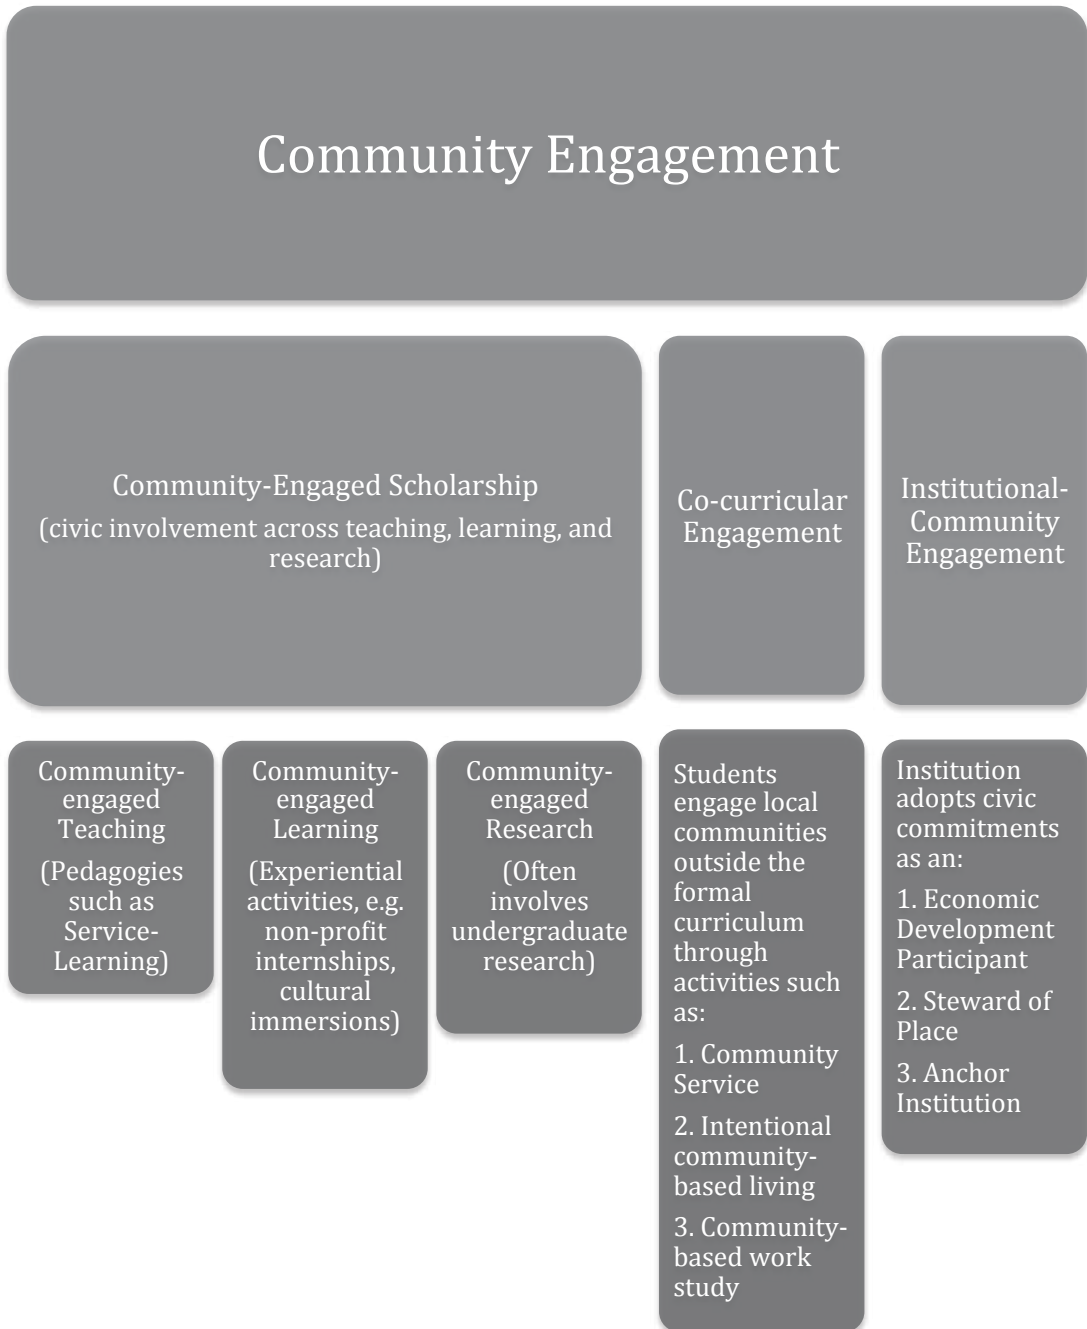 Community Engagement
Community-Engaged Scholarship
(civic involvement across teaching, learning, and
research)
Co-curricular
Engagement
Institutional-
Community
Engagement
Community-
engaged
Teaching
(Pedagogies
such as
Service-
Learning)
Community-
engaged
Learning
(Experiential
activities, e.g.
non-profit
internships,
cultural
immersions)
Community-
engaged
Research
(Often
involves
undergraduate
research)
Students
engage local
communities
outside the
formal
curriculum
through
activities such
as:
1. Community
Service
2. Intentional
community-
based living
3. Community-
based work
study
Institution
adopts civic
commitments
as an:
1. Economic
Development
Participant
2. Steward of
Place
3. Anchor
Institution